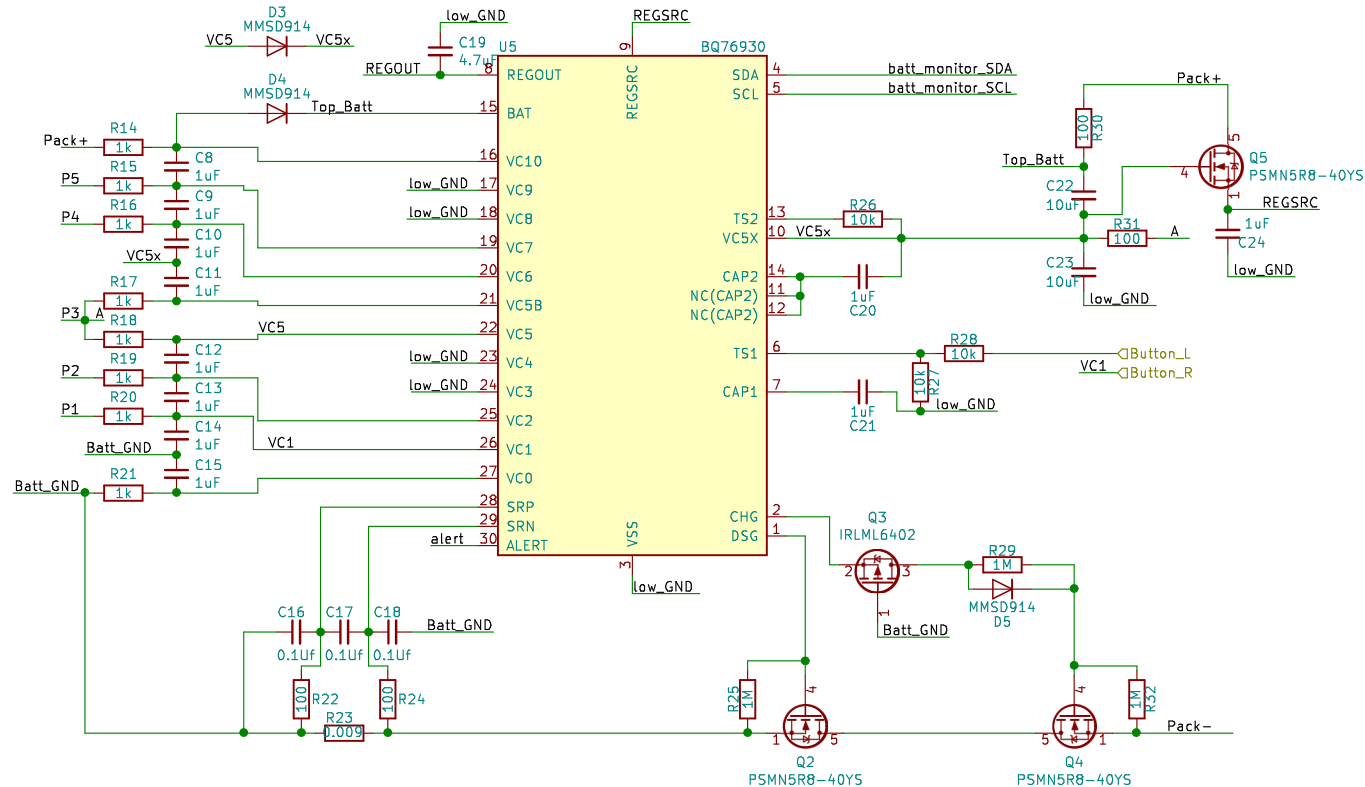 D3
MMSD914
VC5
VC5x
low_GND
C19
4.7uF
REGOUT
8
REGSRC
9
U5
BQ76930
REGOUT
REGSRC
SDA
4
batt_monitor_SDA
SCL
5
batt_monitor_SCL
D4
MMSD914
Top_Batt
15
BAT
Pack+
R14
1k
C8
1uF
16
VC10
P5
R15
1k
C9
1uF
low_GND
17
VC9
P4
R16
1k
C10
1uF
low_GND
18
VC8
19
VC7
VC5x
C11
1uF
20
VC6
R17
1k
21
VC5B
P3
A
R18
1k
VC5
22
VC5
C12
1uF
low_GND
23
VC4
P2
R19
1k
C13
1uF
low_GND
24
VC3
P1
R20
1k
C14
1uF
25
VC2
Batt_GND
VC1
26
VC1
C15
1uF
27
VC0
Batt_GND
R21
1k
28
SRP
29
SRN
alert
30
ALERT
VSS
3
low_GND
TS2
13
R26
10k
VC5X
10
VC5x
CAP2
14
NC(CAP2)
11
NC(CAP2)
12
1uF
C20
TS1
6
R28
10k
Button_L
VC1
Button_R
10k
R27
CAP1
7
1uF
C21
low_GND
CHG
2
DSG
1
Pack+
100
R30
Top_Batt
C22
10uF
5
4
1
Q5
PSMN5R8-40YS
REGSRC
1uF
C24
low_GND
R31
100
A
C23
10uF
low_GND
Q3
IRLML6402
2
3
1
Batt_GND
R29
1M
MMSD914
D5
C16
0.1Uf
C17
0.1Uf
C18
0.1Uf
Batt_GND
100
R22
R23
0.009
100
R24
R25
1M
4
1
5
Q2
PSMN5R8-40YS
4
5
1
Q4
PSMN5R8-40YS
1M
R32
Pack-